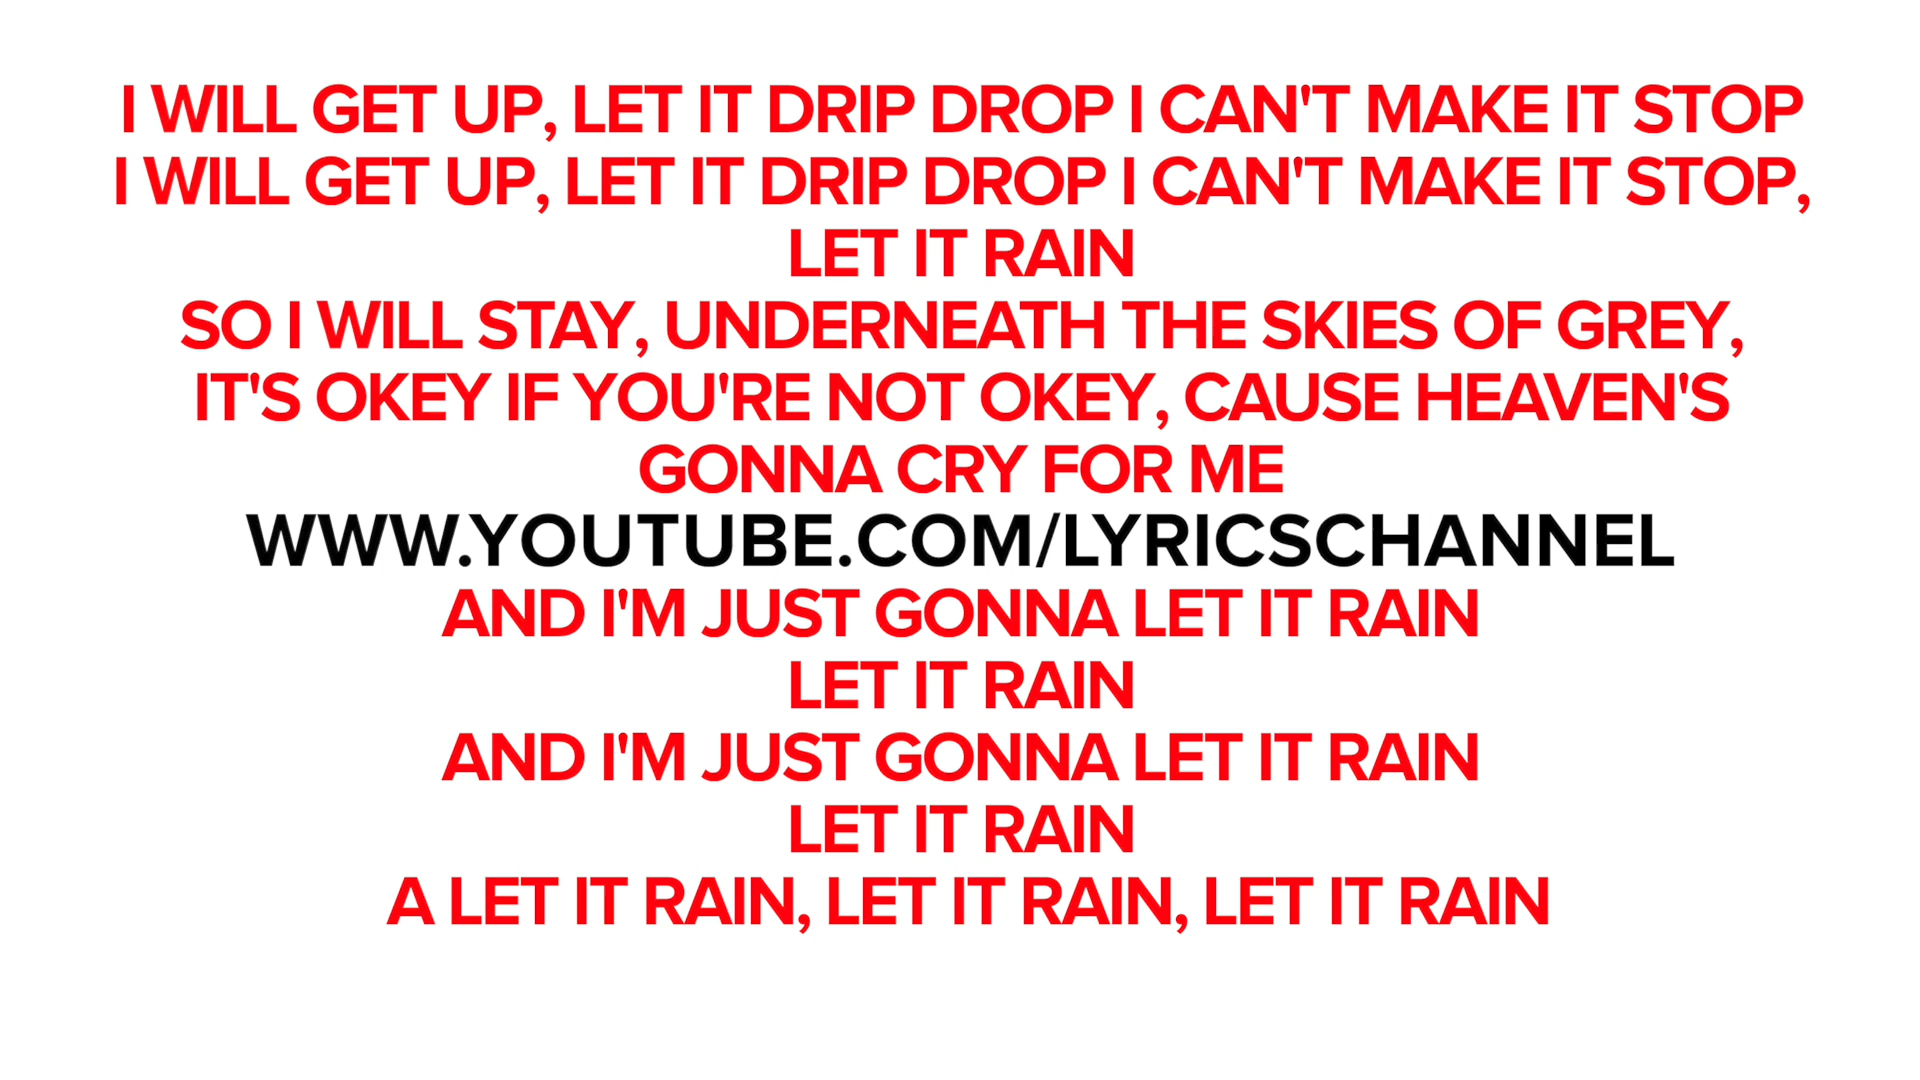 I WILL GET UP, LET IT DRIP DROP I CAN'T MAKE IT STOP
I WILL GET UP, LET IT DRIP DROP I CAN'T MAKE IT STOP,
LET IT RAIN
SO I WILL STAY, UNDERNEATH THE SKIES OF GREY,
IT'S OKEY IF YOU'RE NOT OKEY, CAUSE HEAVEN'S
GONNA CRY FOR ME
WWW.YOUTUBE.COM/LYRICSCHANNEL
AND I'M JUST GONNA LET IT RAIN
LET IT RAIN
AND I'M JUST GONNA LET IT RAIN
LET IT RAIN
A LET IT RAIN, LET IT RAIN, LET IT RAIN